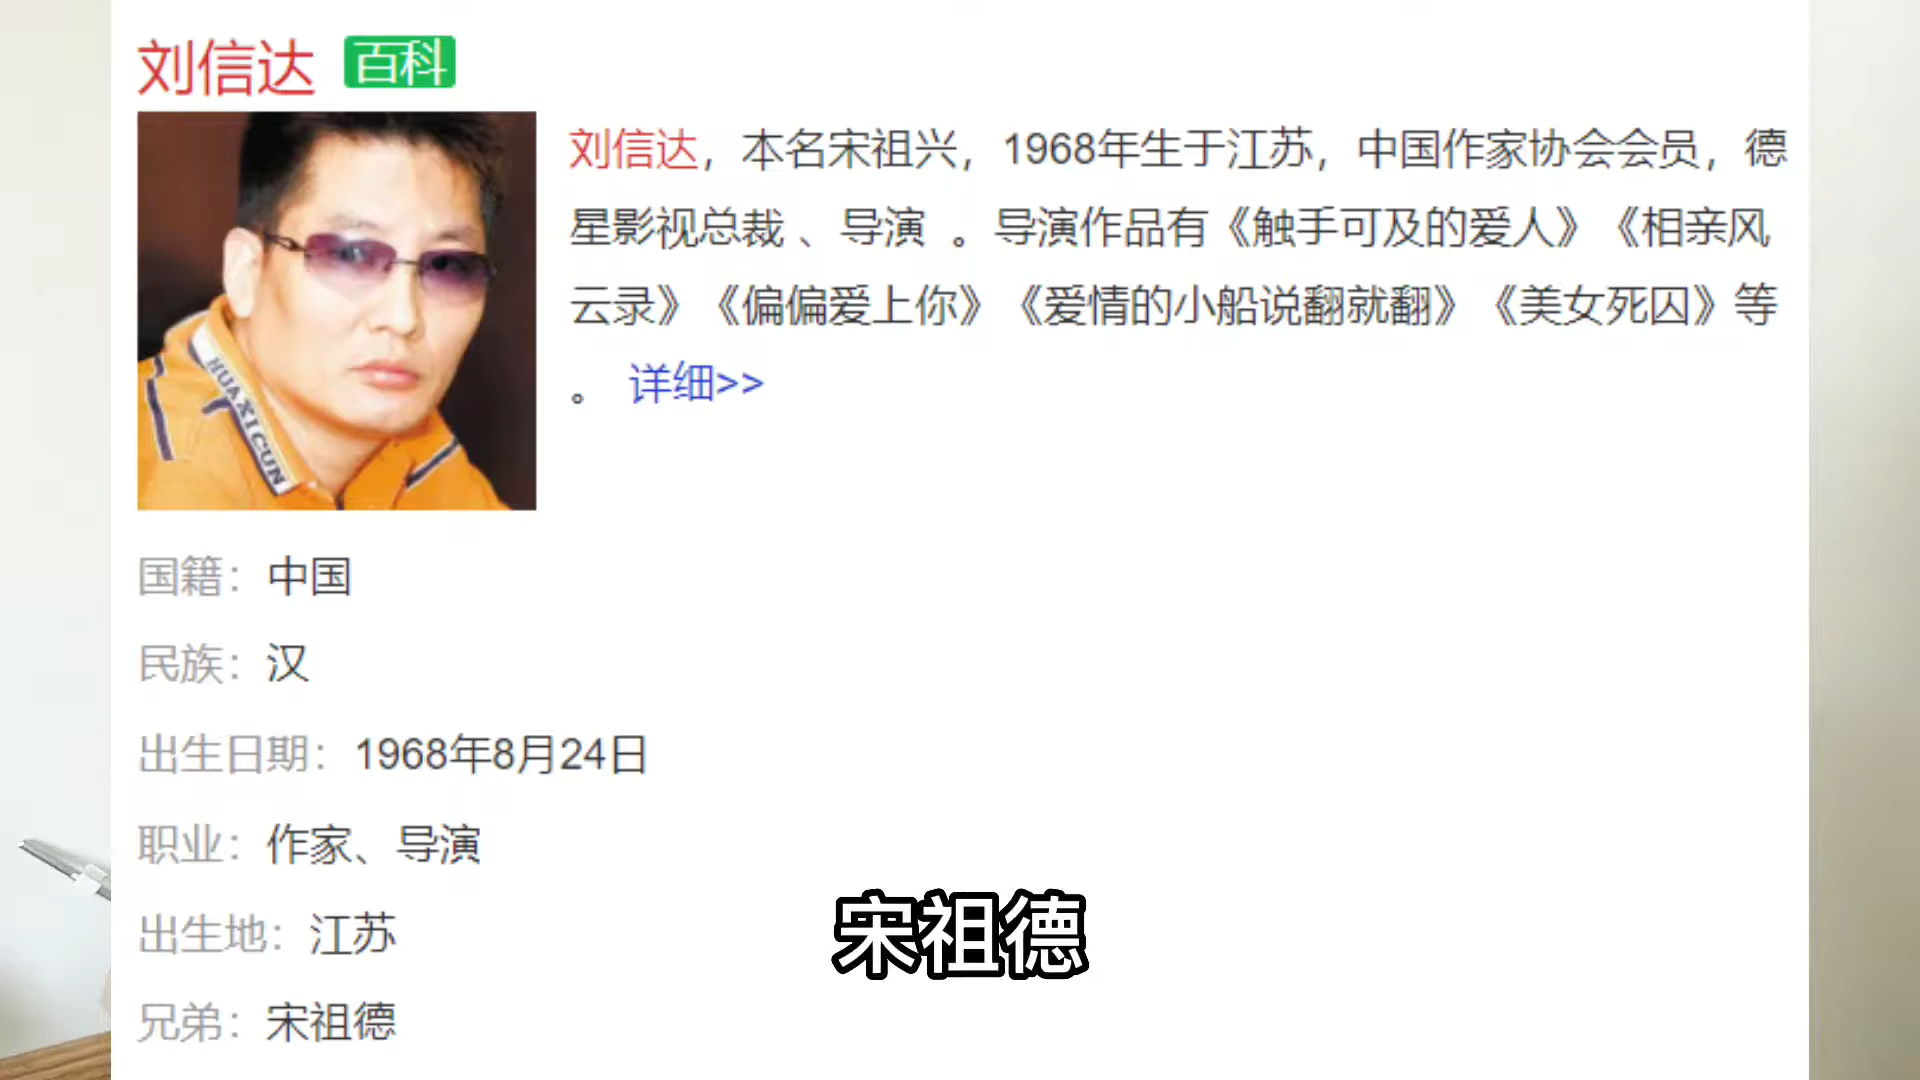 刘信达 百科
刘信达，本名宋祖兴，1968年生于江苏，中国作家协会会员，德
星影视总裁 、导演 。导演作品有《触手可及的爱人》《相亲风
云录》《偏偏爱上你》《爱情的小船说翻就翻》《美女死囚》等
。 详细>>
HUAXICUN
国籍：中国
民族：汉
出生日期：1968年8月24日
职业：作家、导演
出生地：江苏
宋祖德
兄弟：宋祖德